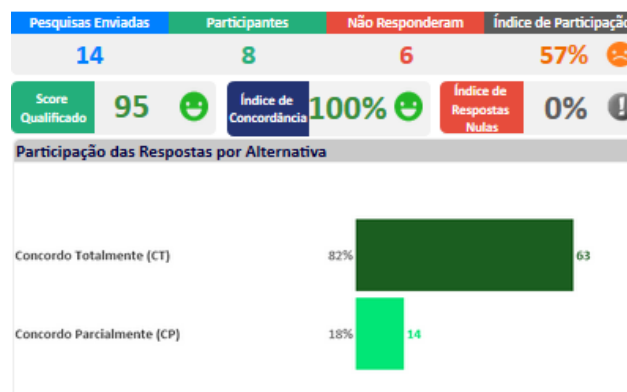 Pesquisas Enviadas Participantes Não Responderam Índice de Participação
14 8 6 57%
Score Qualificado 95 Índice de Concordância 100% Índice de Respostas Nulas 0%
Participação das Respostas por Alternativa
Concordo Totalmente (CT) 82% 63
Concordo Parcialmente (CP) 18% 14